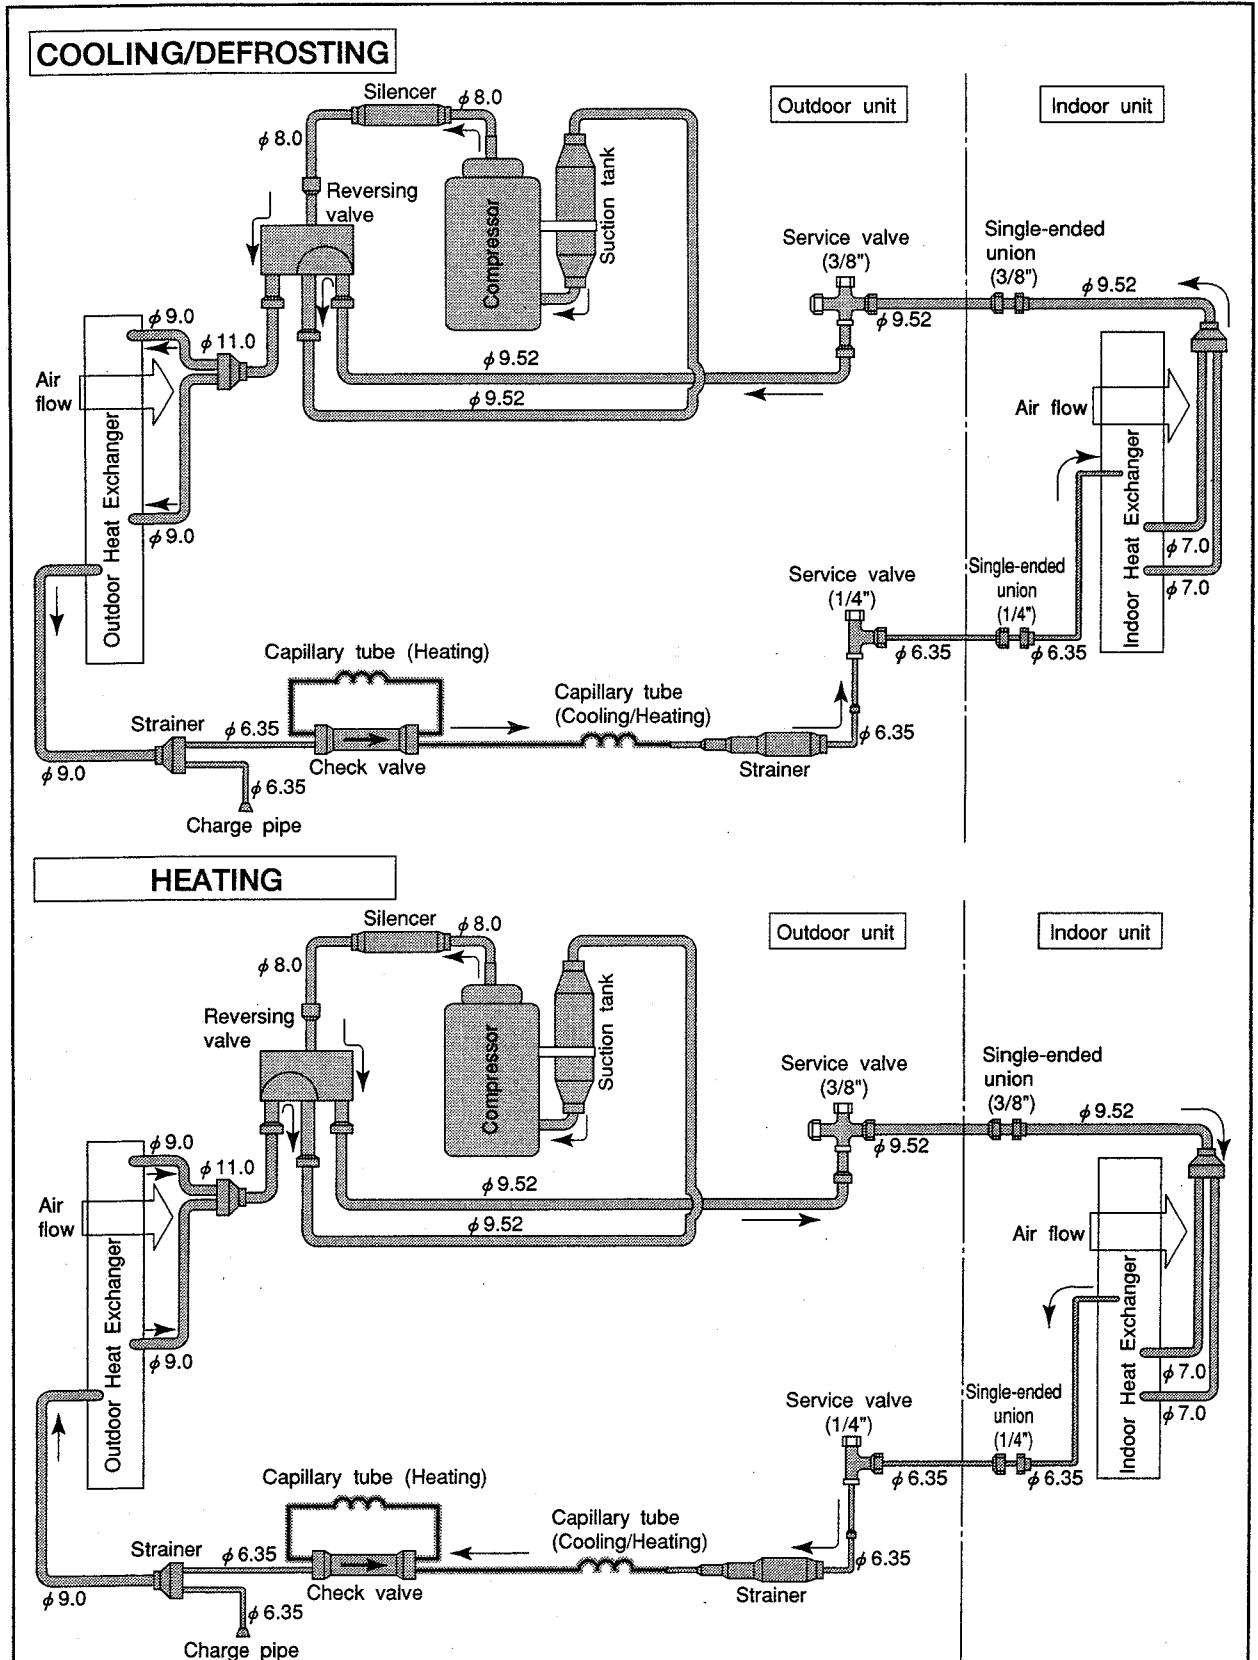 COOLING/DEFROSTING
Silencer
φ 8.0
φ 8.0
Outdoor unit
Indoor unit
Reversing
valve
Compressor
Suction tank
Service valve
(3/8")
Single-ended
union
(3/8")
φ 9.52
φ 9.52
φ 9.0
φ 11.0
φ 9.52
φ 9.52
Air
flow
Air flow
Outdoor Heat Exchanger
φ 9.0
Indoor Heat Exchanger
φ 7.0
φ 7.0
Service valve
(1/4")
Single-ended
union
(1/4")
φ 6.35
φ 6.35
Capillary tube (Heating)
Capillary tube
(Cooling/Heating)
Strainer
φ 6.35
φ 6.35
Check valve
Strainer
φ 9.0
φ 6.35
Charge pipe
HEATING
Silencer
φ 8.0
φ 8.0
Outdoor unit
Indoor unit
Reversing
valve
Compressor
Suction tank
Service valve
(3/8")
Single-ended
union
(3/8")
φ 9.52
φ 9.52
φ 9.0
φ 11.0
φ 9.52
φ 9.52
Air
flow
Air flow
Outdoor Heat Exchanger
φ 9.0
Indoor Heat Exchanger
φ 7.0
φ 7.0
Service valve
(1/4")
Single-ended
union
(1/4")
φ 6.35
φ 6.35
Capillary tube (Heating)
Capillary tube
(Cooling/Heating)
Strainer
φ 6.35
φ 6.35
Check valve
Strainer
φ 9.0
φ 6.35
Charge pipe